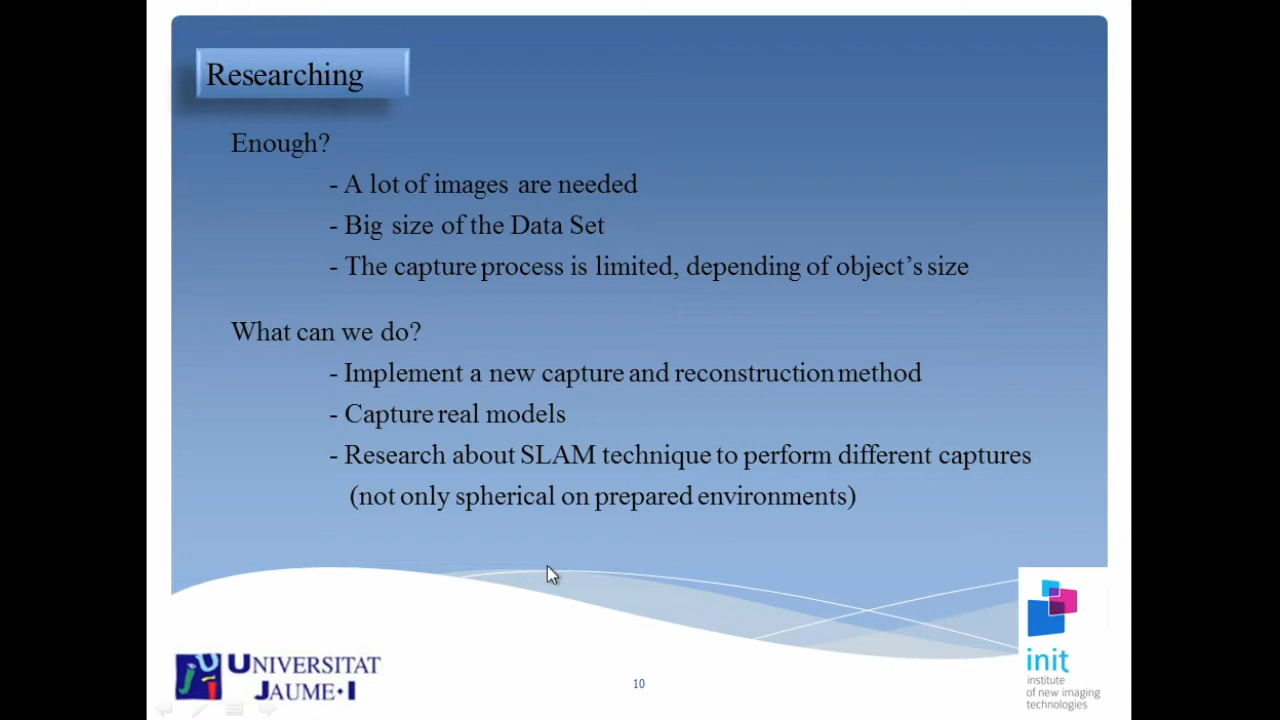 Researching
Enough?
- A lot of images are needed
- Big size of the Data Set
- The capture process is limited, depending of object's size
What can we do?
- Implement a new capture and reconstruction method
- Capture real models
- Research about SLAM technique to perform different captures
(not only spherical on prepared environments)
UNIVERSITAT
JAUME·I
10
init
institute
of new imaging
technologies